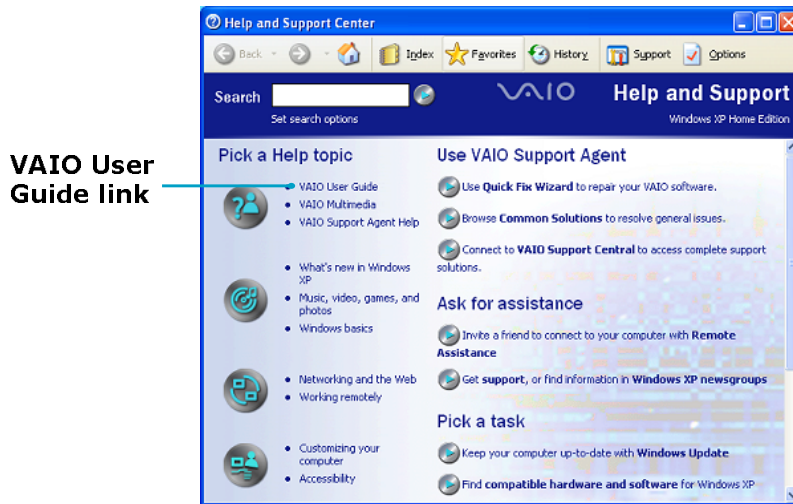 Help and Support Center
Back
Index
Favorites
History
Support
Options
Search
Set search options
VAIO
Help and Support
Windows XP Home Edition
VAIO User
Guide link
Pick a Help topic
VAIO User Guide
VAIO Multimedia
VAIO Support Agent Help
What's new in Windows
XP
Music, video, games, and
photos
Windows basics
Networking and the Web
Working remotely
Customizing your
computer
Accessibility
Use VAIO Support Agent
Use Quick Fix Wizard to repair your VAIO software.
Browse Common Solutions to resolve general issues.
Connect to VAIO Support Central to access complete support
solutions.
Ask for assistance
Invite a friend to connect to your computer with Remote
Assistance
Get support, or find information in Windows XP newsgroups
Pick a task
Keep your computer up-to-date with Windows Update
Find compatible hardware and software for Windows XP